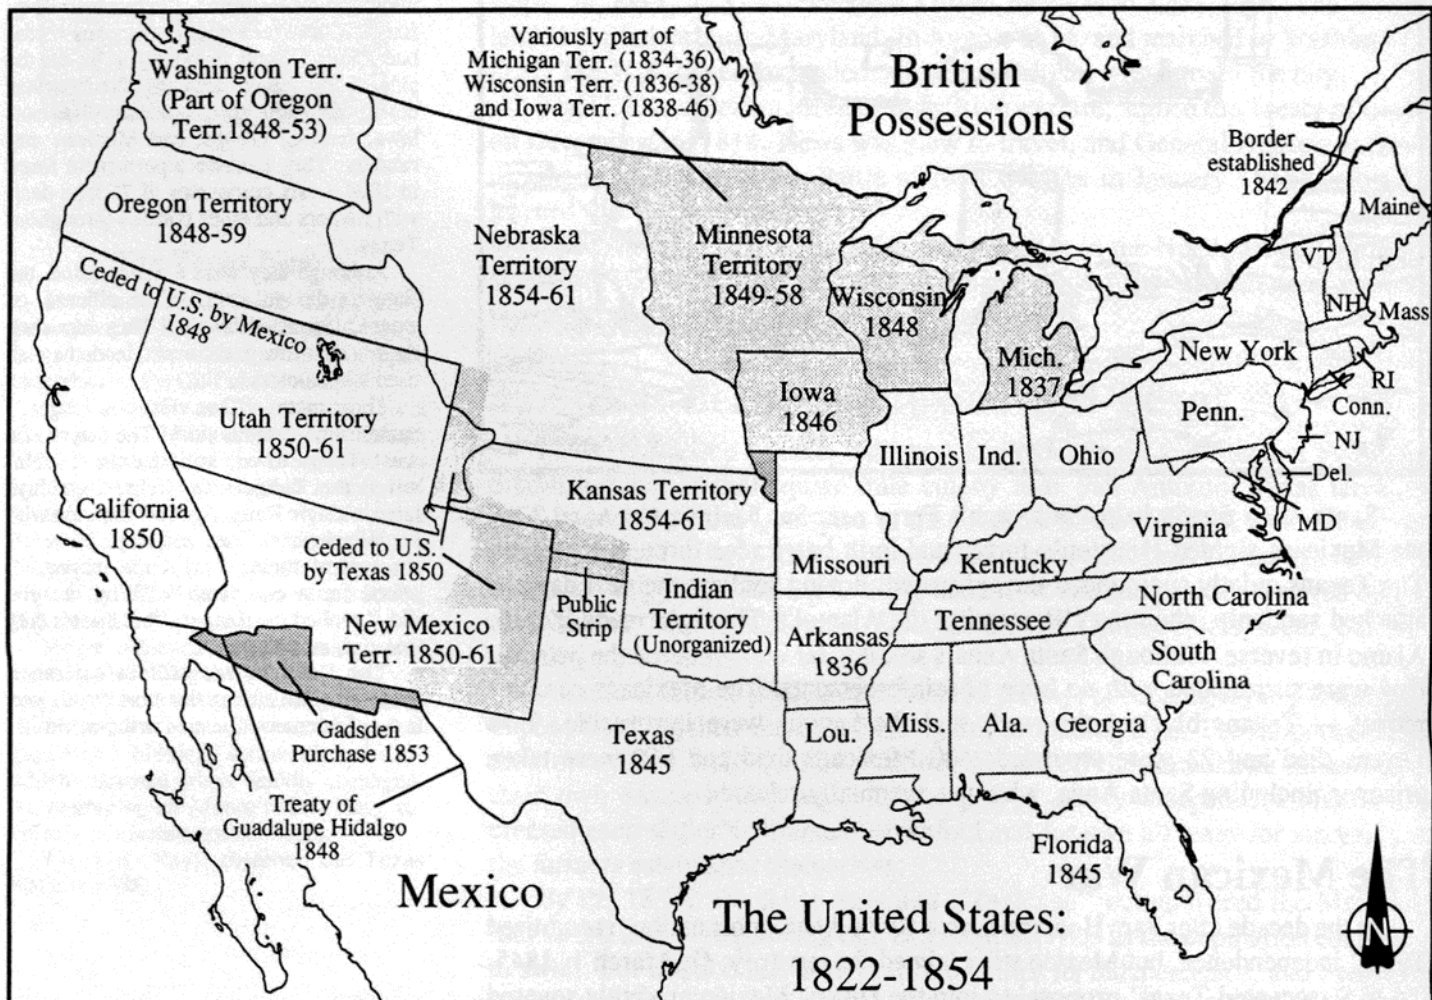 Washington Terr.
(Part of Oregon
Terr.1848-53)
Variously part of
Michigan Terr. (1834-36)
Wisconsin Terr. (1836-38)
and Iowa Terr. (1838-46)
British
Possessions
Border
established
1842
Maine
Oregon Territory
1848-59
Nebraska
Territory
1854-61
Minnesota
Territory
1849-58
Wisconsin
1848
VT
NH
Mass
Ceded to U.S. by Mexico
1848
Mich.
1837
New York
RI
Conn.
NJ
Utah Territory
1850-61
Iowa
1846
Penn.
Illinois
Ind.
Ohio
Del.
MD
California
1850
Kansas Territory
1854-61
Virginia
Ceded to U.S.
by Texas 1850
Missouri
Kentucky
Public
Strip
Indian
Territory
(Unorganized)
North Carolina
Tennessee
New Mexico
Terr. 1850-61
Arkansas
1836
South
Carolina
Gadsden
Purchase 1853
Texas
1845
Lou.
Miss.
Ala.
Georgia
Treaty of
Guadalupe Hidalgo
1848
Florida
1845
Mexico
The United States:
1822-1854
N